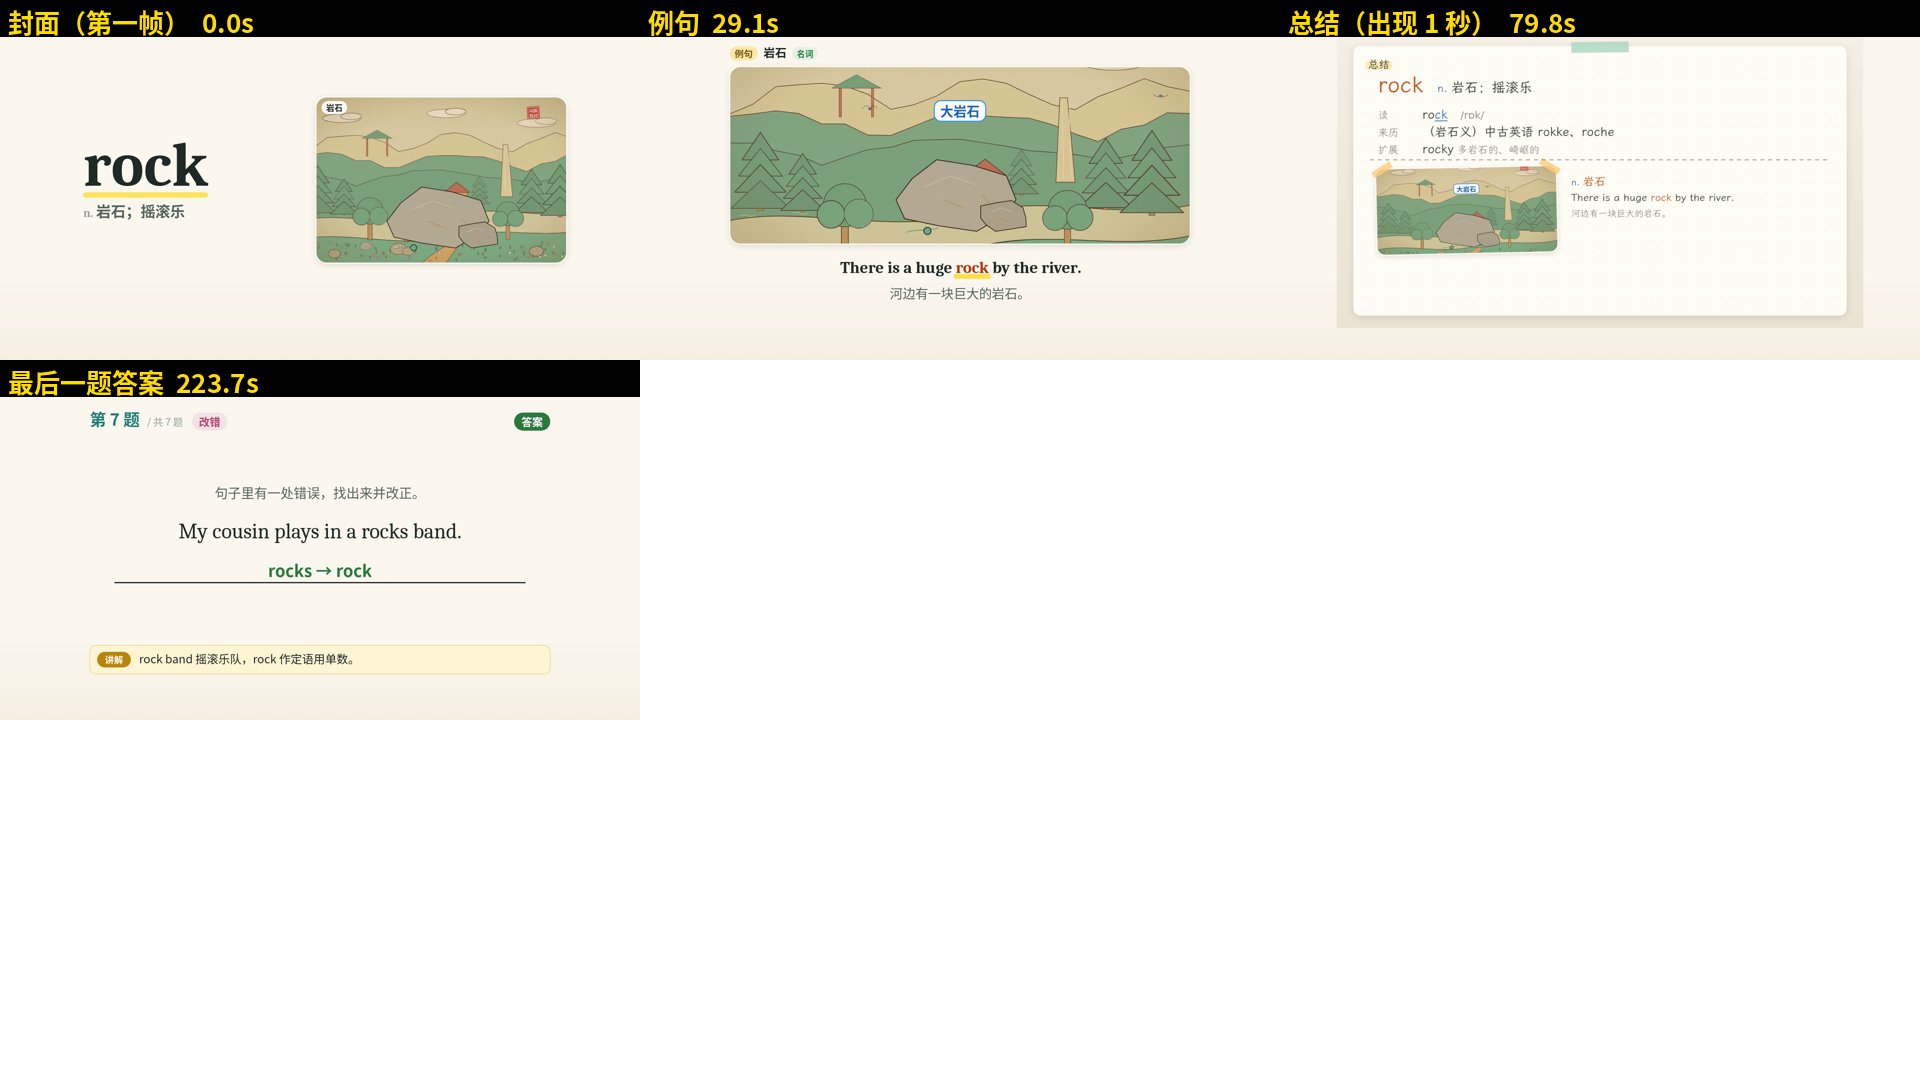 封面（第一帧） 0.0s
岩石
rock
n. 岩石；摇滚乐
例句 29.1s
例句 岩石 名词
大岩石
There is a huge rock by the river.
河边有一块巨大的岩石。
总结（出现 1 秒） 79.8s
总结
rock n. 岩石；摇滚乐
读 rock /rɒk/
来历 （岩石义）中古英语 rokke、roche
扩展 rocky 多岩石的、崎岖的
大岩石
n. 岩石
There is a huge rock by the river.
河边有一块巨大的岩石。
最后一题答案 223.7s
第 7 题 / 共 7 题 改错 答案
句子里有一处错误，找出来并改正。
My cousin plays in a rocks band.
rocks → rock
讲解 rock band 摇滚乐队，rock 作定语用单数。